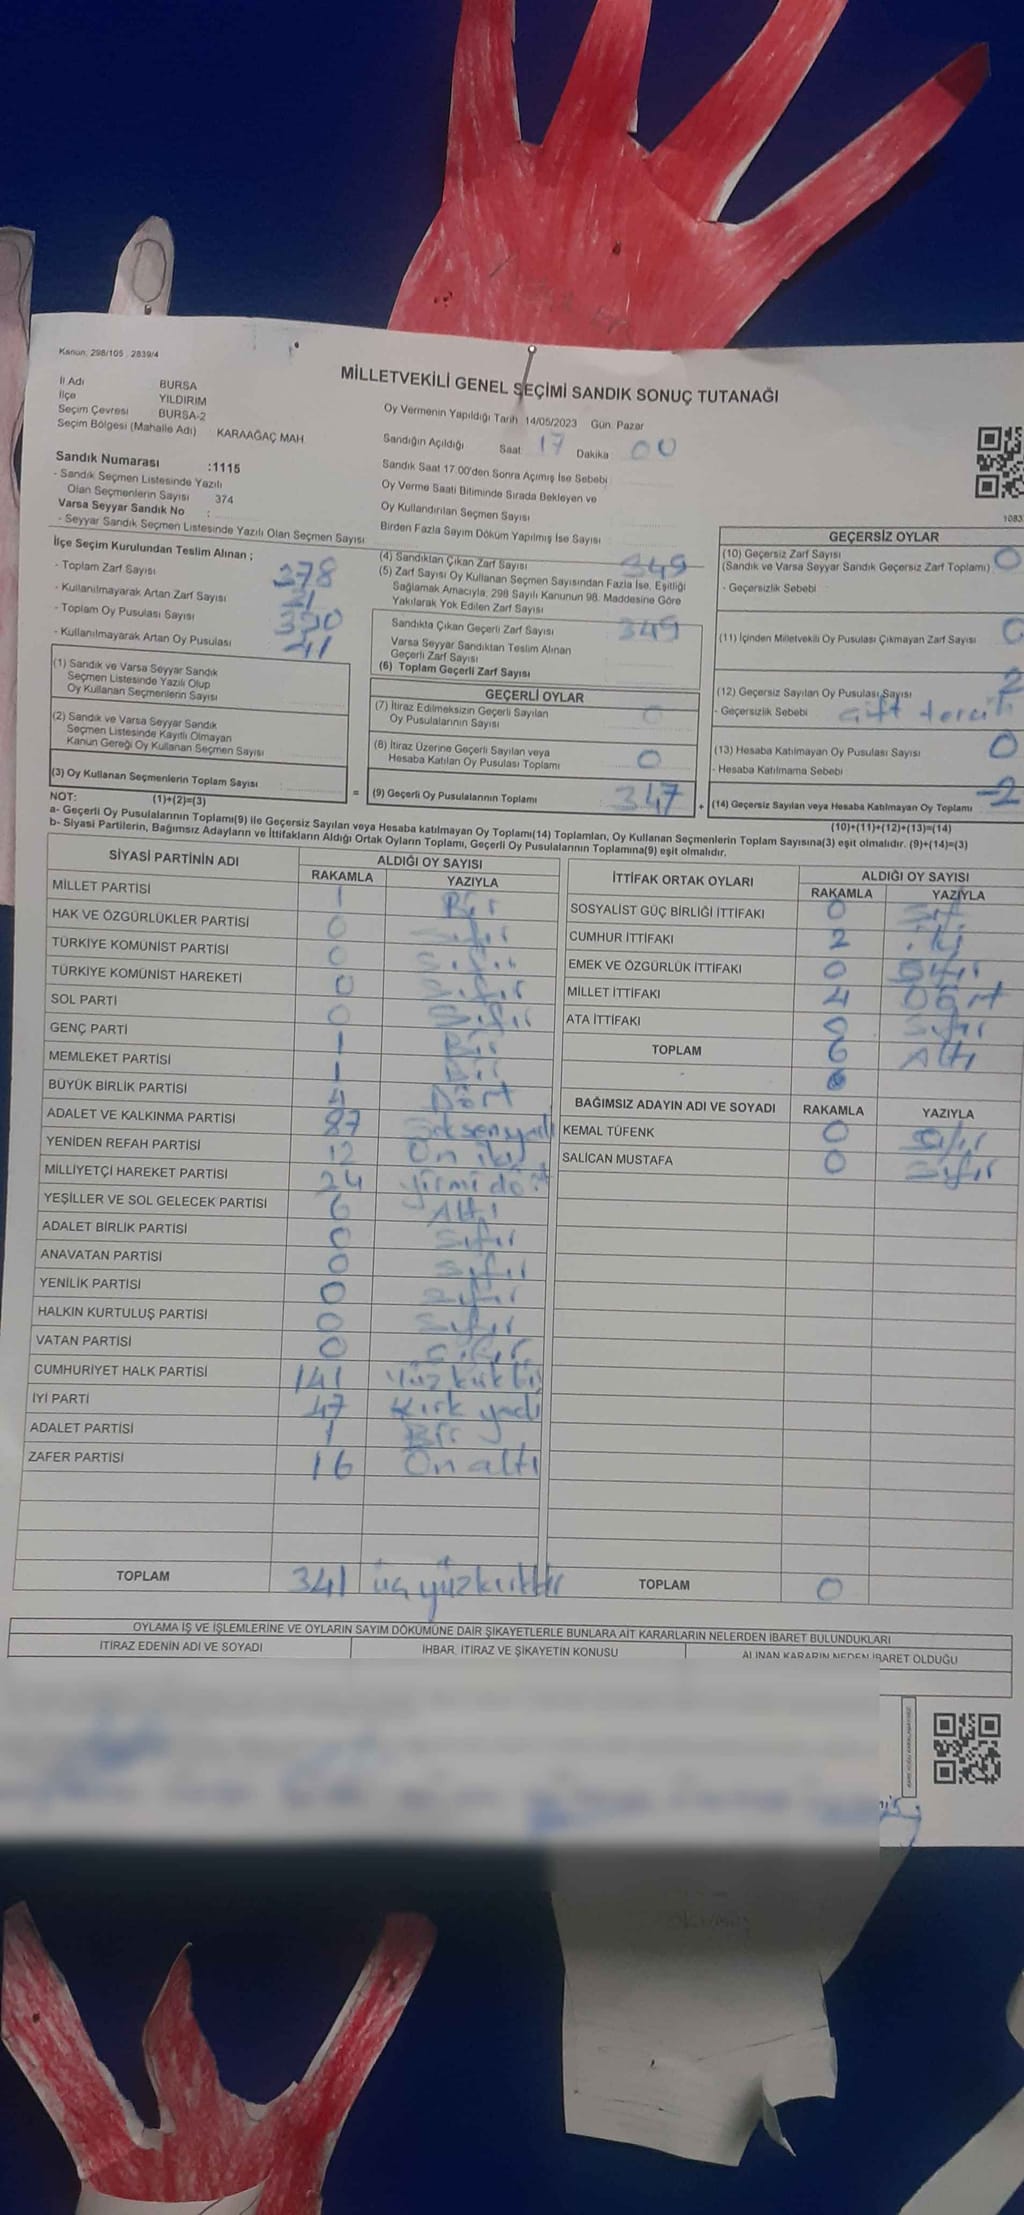 Kanun, 298/105 , 2839/4
MİLLETVEKİLİ GENEL SEÇİMİ SANDIK SONUÇ TUTANAĞI
İl Adı BURSA
İlçe YILDIRIM
Seçim Çevresi BURSA-2
Seçim Bölgesi (Mahalle Adı) KARAAĞAÇ MAH.
Oy Vermenin Yapıldığı Tarih 14/05/2023 Gün: Pazar
Sandığın Açıldığı Saat 17 Dakika 00
Sandık Saat 17.00'den Sonra Açımış İse Sebebi
Oy Verme Saati Bitiminde Sırada Bekleyen ve
Oy Kullandırılan Seçmen Sayısı
Birden Fazla Sayım Döküm Yapılmış İse Sayısı
Sandık Numarası :1115
- Sandık Seçmen Listesinde Yazılı
Olan Seçmenlerin Sayısı 374
Varsa Seyyar Sandık No :
- Seyyar Sandık Seçmen Listesinde Yazılı Olan Seçmen Sayısı
İlçe Seçim Kurulundan Teslim Alınan ;
- Toplam Zarf Sayısı 378
- Kullanılmayarak Artan Zarf Sayısı
- Toplam Oy Pusulası Sayısı
- Kullanılmayarak Artan Oy Pusulası 41
(1) Sandık ve Varsa Seyyar Sandık
Seçmen Listesinde Yazılı Olup
Oy Kullanan Seçmenlerin Sayısı
(2) Sandık ve Varsa Seyyar Sandık
Seçmen Listesinde Kayıtlı Olmayan
Kanun Gereği Oy Kullanan Seçmen Sayısı
(3) Oy Kullanan Seçmenlerin Toplam Sayısı
(4) Sandıktan Çıkan Zarf Sayısı 349
(5) Zarf Sayısı Oy Kullanan Seçmen Sayısından Fazla İse, Eşitliği
Sağlamak Amacıyla, 298 Sayılı Kanunun 98. Maddesine Göre
Yakılarak Yok Edilen Zarf Sayısı
Sandıkta Çıkan Geçerli Zarf Sayısı 349
Varsa Seyyar Sandıktan Teslim Alınan
Geçerli Zarf Sayısı
(6) Toplam Geçerli Zarf Sayısı
GEÇERLİ OYLAR
(7) İtiraz Edilmeksizin Geçerli Sayılan
Oy Pusulalarının Sayısı 0
(8) İtiraz Üzerine Geçerli Sayılan veya
Hesaba Katılan Oy Pusulası Toplamı 0
= (9) Geçerli Oy Pusulalarının Toplamı 347 +
1083
GEÇERSİZ OYLAR
(10) Geçersiz Zarf Sayısı 0
(Sandık ve Varsa Seyyar Sandık Geçersiz Zarf Toplamı)
- Geçersizlik Sebebi
(11) İçinden Milletvekili Oy Pusulası Çıkmayan Zarf Sayısı 0
(12) Geçersiz Sayılan Oy Pusulası Sayısı 2
- Geçersizlik Sebebi Çift tercih
(13) Hesaba Katılmayan Oy Pusulası Sayısı 0
- Hesaba Katılmama Sebebi
(14) Geçersiz Sayılan veya Hesaba Katılmayan Oy Toplamı 2
NOT: (1)+(2)=(3) (10)+(11)+(12)+(13)=(14)
a- Geçerli Oy Pusulalarının Toplamı(9) ile Geçersiz Sayılan veya Hesaba katılmayan Oy Toplamı(14) Toplamları, Oy Kullanan Seçmenlerin Toplam Sayısına(3) eşit olmalıdır. (9)+(14)=(3)
b- Siyasi Partilerin, Bağımsız Adayların ve İttifakların Aldığı Ortak Oyların Toplamı, Geçerli Oy Pusulalarının Toplamına(9) eşit olmalıdır.
SİYASİ PARTİNİN ADI ALDIĞI OY SAYISI
RAKAMLA YAZIYLA
MİLLET PARTİSİ 1 Bir
HAK VE ÖZGÜRLÜKLER PARTİSİ 0 Sıfır
TÜRKİYE KOMÜNİST PARTİSİ 0 Sıfır
TÜRKİYE KOMÜNİST HAREKETİ 0 Sıfır
SOL PARTİ 0 Sıfır
GENÇ PARTİ 1 Bir
MEMLEKET PARTİSİ 1 Bir
BÜYÜK BİRLİK PARTİSİ 4 Dört
ADALET VE KALKINMA PARTİSİ 87 Seksenyedi
YENİDEN REFAH PARTİSİ 12 On iki
MİLLİYETÇİ HAREKET PARTİSİ 24 Yirmi dört
YEŞİLLER VE SOL GELECEK PARTİSİ 6 Altı
ADALET BİRLİK PARTİSİ 0 Sıfır
ANAVATAN PARTİSİ 0 Sıfır
YENİLİK PARTİSİ 0 Sıfır
HALKIN KURTULUŞ PARTİSİ 0 Sıfır
VATAN PARTİSİ 0 Sıfır
CUMHURİYET HALK PARTİSİ 141 Yüz kırk bir
İYİ PARTİ 47 Kırk yedi
ADALET PARTİSİ 1 Bir
ZAFER PARTİSİ 16 On altı
TOPLAM 341 üç yüz kırkbir
İTTİFAK ORTAK OYLARI ALDIĞI OY SAYISI
RAKAMLA YAZIYLA
SOSYALİST GÜÇ BİRLİĞİ İTTİFAKI 0 Sıfır
CUMHUR İTTİFAKI 2 iki
EMEK VE ÖZGÜRLÜK İTTİFAKI 0 Sıfır
MİLLET İTTİFAKI 4 Dört
ATA İTTİFAKI 0 Sıfır
TOPLAM 6 Altı
6
BAĞIMSIZ ADAYIN ADI VE SOYADI RAKAMLA YAZIYLA
KEMAL TÜFENK 0 Sıfır
SALİCAN MUSTAFA 0 Sıfır
TOPLAM 0
OYLAMA İŞ VE İŞLEMLERİNE VE OYLARIN SAYIM DÖKÜMÜNE DAİR ŞİKAYETLERLE BUNLARA AİT KARARLARIN NELERDEN İBARET BULUNDUKLARI
İTİRAZ EDENİN ADI VE SOYADI İHBAR, İTİRAZ VE ŞİKAYETİN KONUSU ALINAN KARARIN NEDEN İBARET OLDUĞU